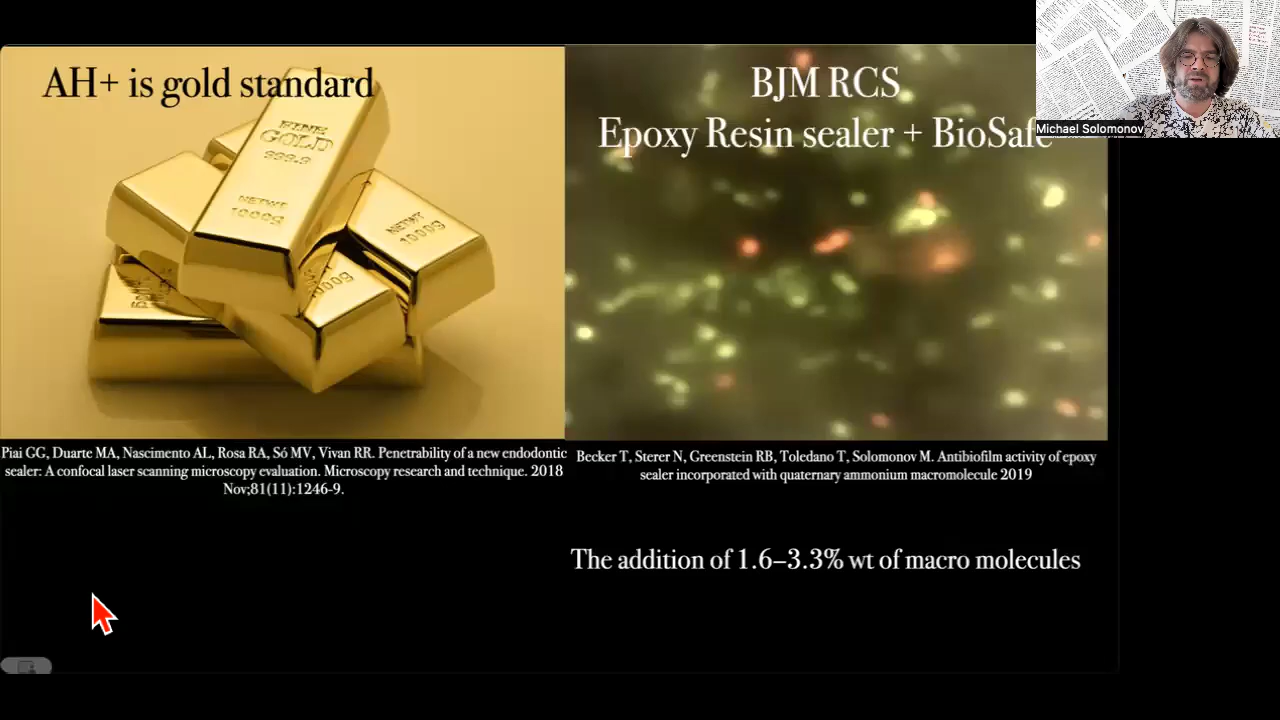 AH+ is gold standard
FINE
GOLD
999.9
NETWT
1000g
NETWT
1000g
1000g
Piai GG, Duarte MA, Nascimento AL, Rosa RA, Só MV, Vivan RR. Penetrability of a new endodontic
sealer: A confocal laser scanning microscopy evaluation. Microscopy research and technique. 2018
Nov;81(11):1246-9.
BJM RCS
Epoxy Resin sealer + BioSafe
Becker T, Sterer N, Greenstein RB, Toledano T, Solomonov M. Antibiofilm activity of epoxy
sealer incorporated with quaternary ammonium macromolecule 2019
The addition of 1.6–3.3% wt of macro molecules
Michael Solomonov